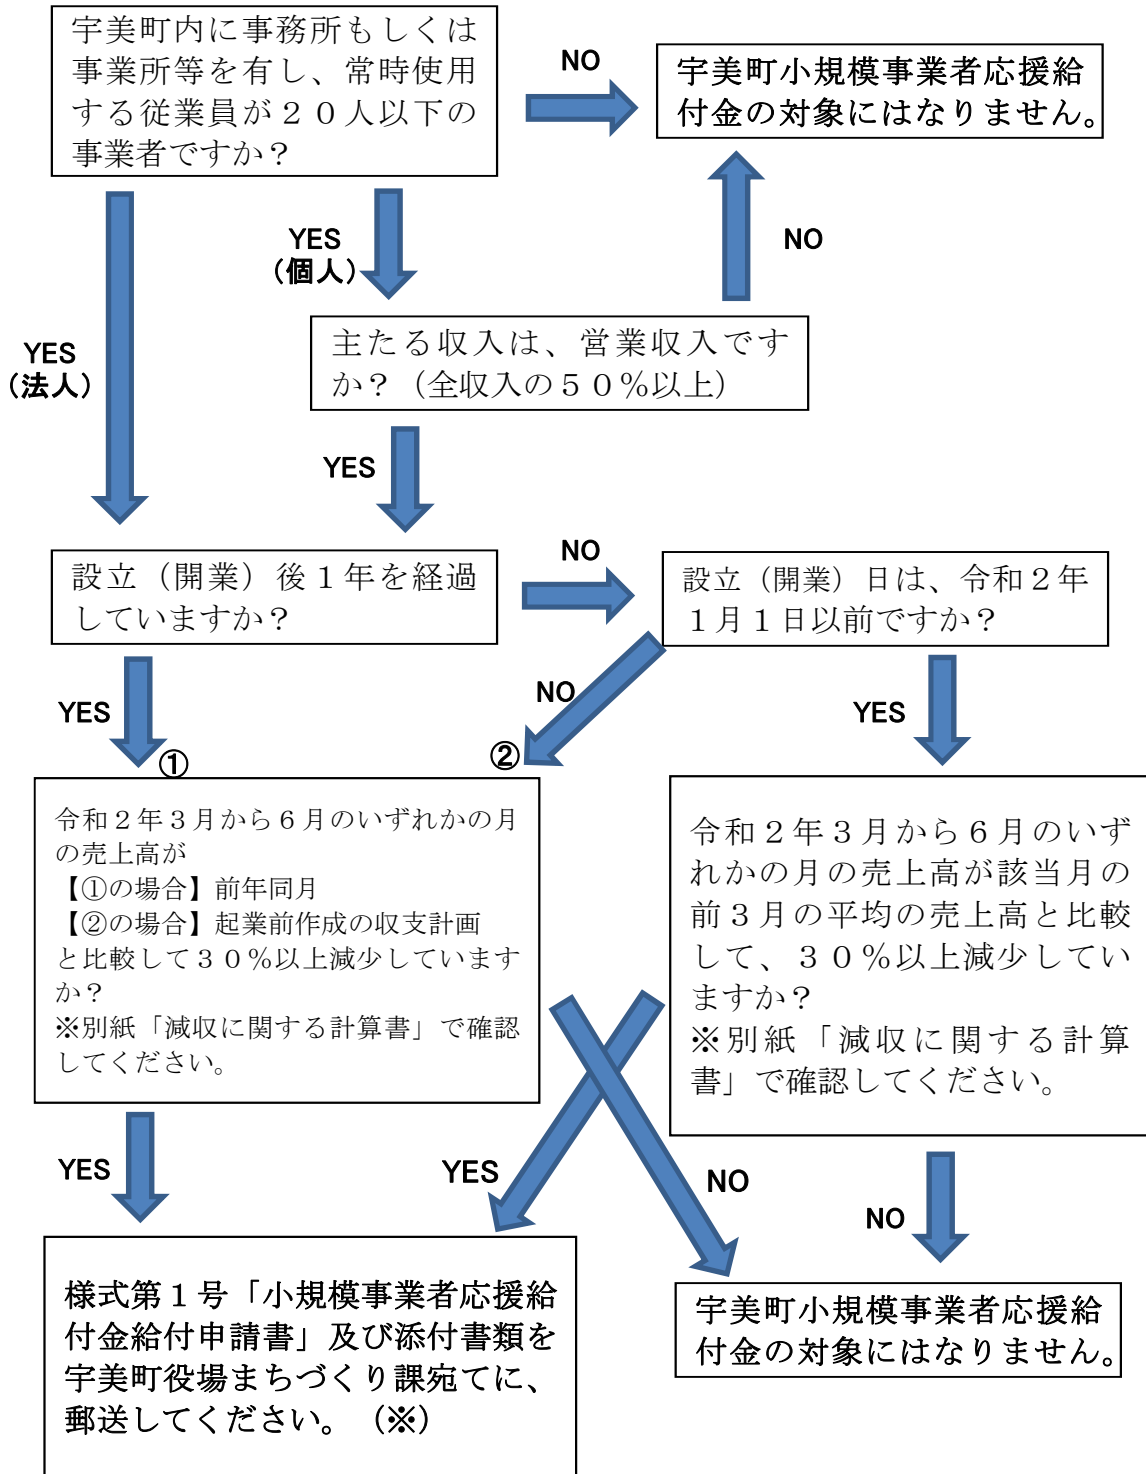 宇美町内に事務所もしくは
事業所等を有し、常時使用
する従業員が２０人以下の
事業者ですか？
NO
宇美町小規模事業者応援給
付金の対象にはなりません。
YES
（個人）
NO
YES
（法人）
主たる収入は、営業収入です
か？（全収入の５０％以上）
YES
設立（開業）後１年を経過
していますか？
NO
設立（開業）日は、令和２年
１月１日以前ですか？
YES
①
NO
②
YES
令和２年３月から６月のいずれかの月
の売上高が
【①の場合】前年同月
【②の場合】起業前作成の収支計画
と比較して３０％以上減少しています
か？
※別紙「減収に関する計算書」で確認
してください。
令和２年３月から６月のいず
れかの月の売上高が該当月の
前３月の平均の売上高と比較
して、３０％以上減少してい
ますか？
※別紙「減収に関する計算
書」で確認してください。
YES
YES
NO
NO
様式第１号「小規模事業者応援給
付金給付申請書」及び添付書類を
宇美町役場まちづくり課宛てに、
郵送してください。（※）
宇美町小規模事業者応援給
付金の対象にはなりません。